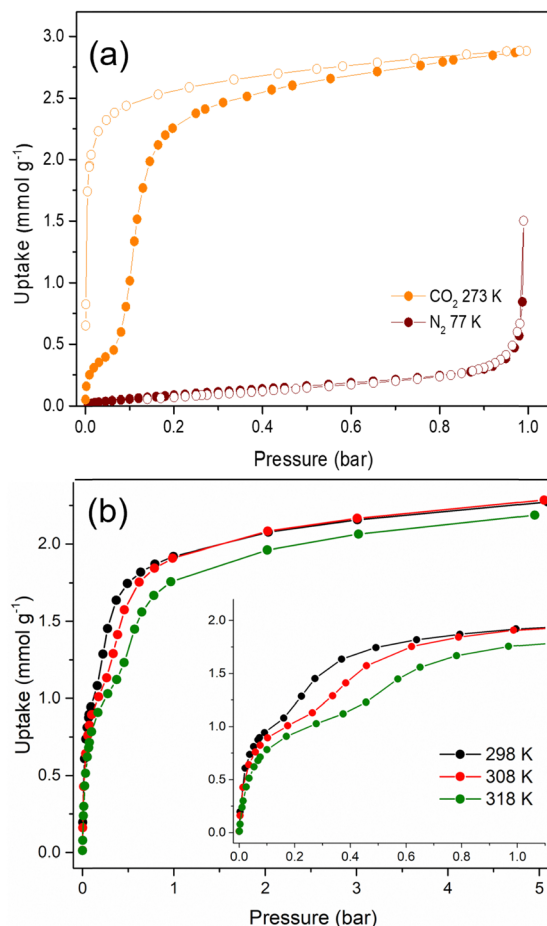 (a)
3.0
2.5
2.0
1.5
1.0
0.5
0.0
Uptake (mmol g⁻¹)
CO₂ 273 K
N₂ 77 K
0.0 0.2 0.4 0.6 0.8 1.0
Pressure (bar)
(b)
2.0
1.5
1.0
0.5
0.0
Uptake (mmol g⁻¹)
2.0
1.5
1.0
0.5
0.0
298 K
308 K
318 K
0.0 0.2 0.4 0.6 0.8 1.0
0 1 2 3 4 5
Pressure (bar)